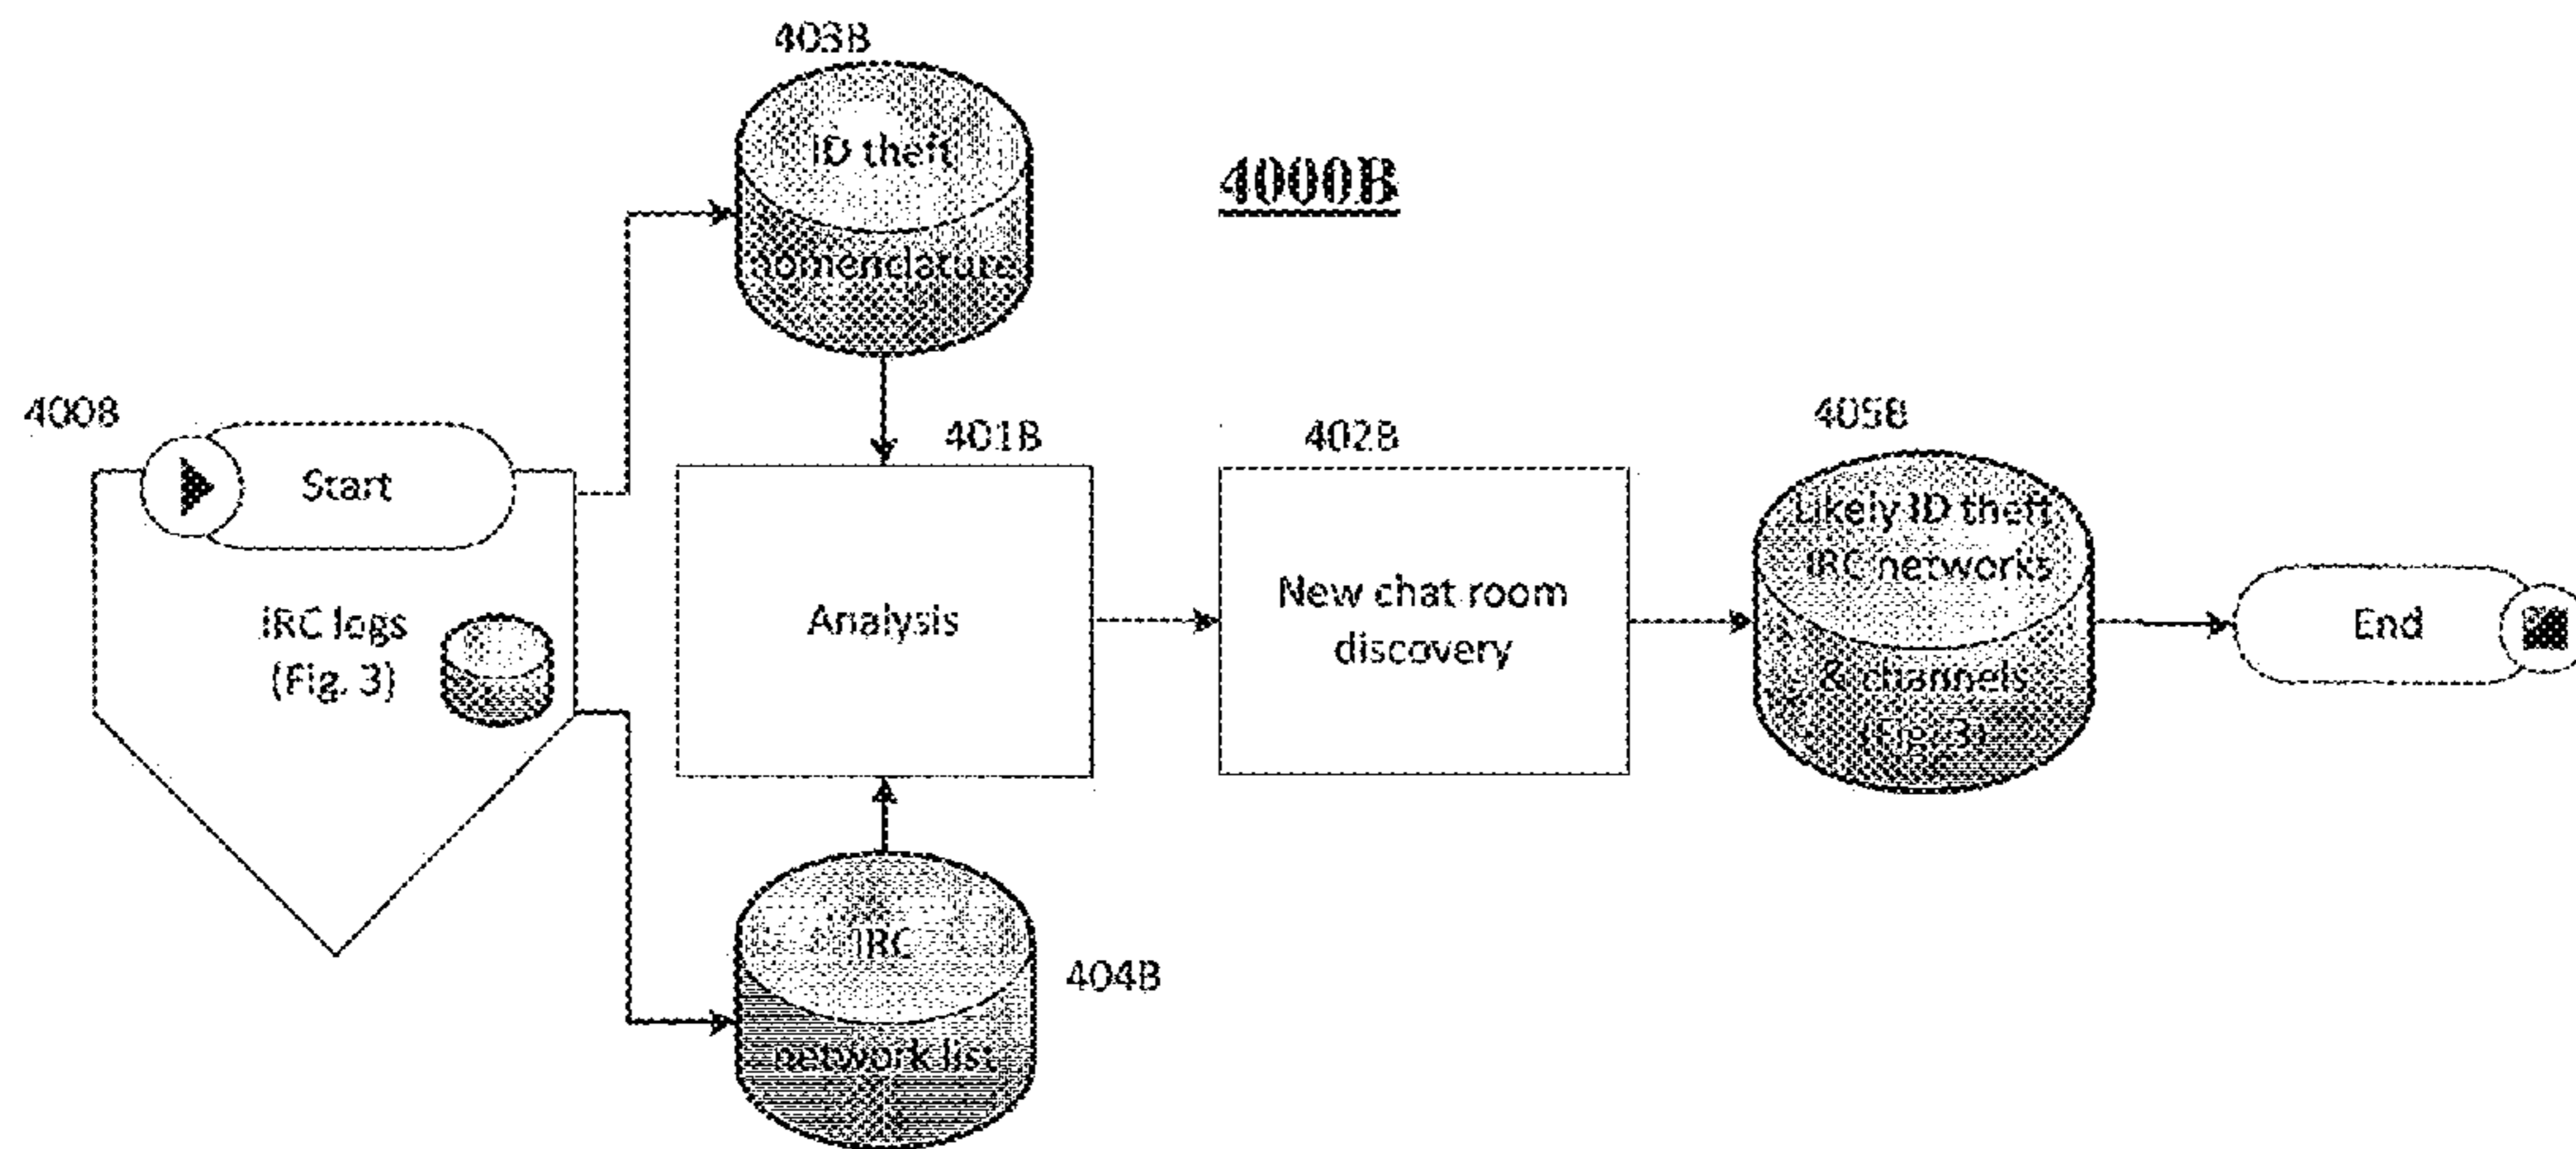 403B
ID theft
nomenclature
4000B
400B
Start
IRC logs
(Fig. 3)
401B
Analysis
402B
New chat room
discovery
405B
Likely ID theft
IRC networks
& channels
(Fig. 3)
End
IRC
network list
404B